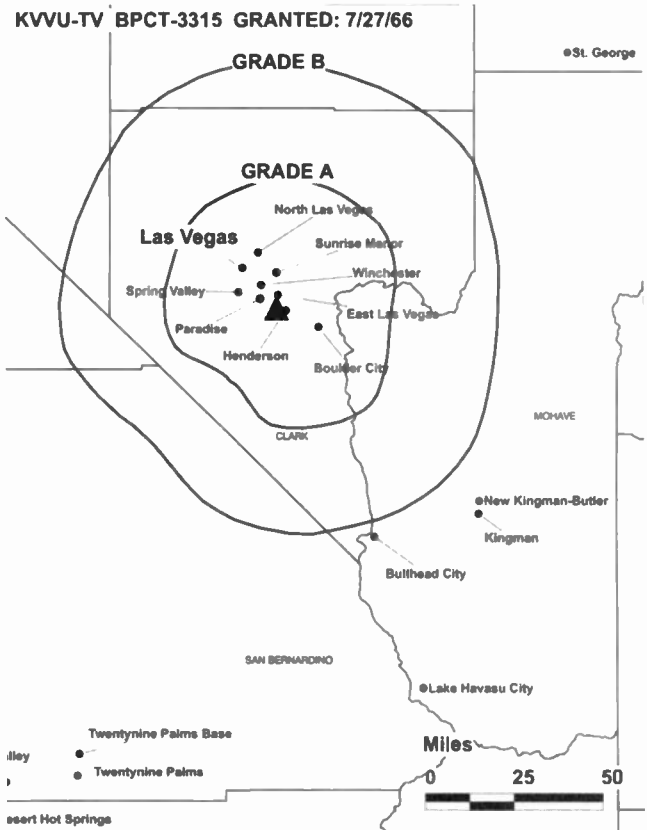 KVVU-TV BPCT-3315 GRANTED: 7/27/66
GRADE B
St. George
GRADE A
North Las Vegas
Las Vegas
Sunrise Manor
Winchester
Spring Valley
East Las Vegas
Paradise
Henderson
Boulder City
CLARK
MOHAVE
New Kingman-Butler
Kingman
Bullhead City
SAN BERNARDINO
Lake Havasu City
Twentynine Palms Base
Miles
lley
Twentynine Palms
0 25 50
esert Hot Springs